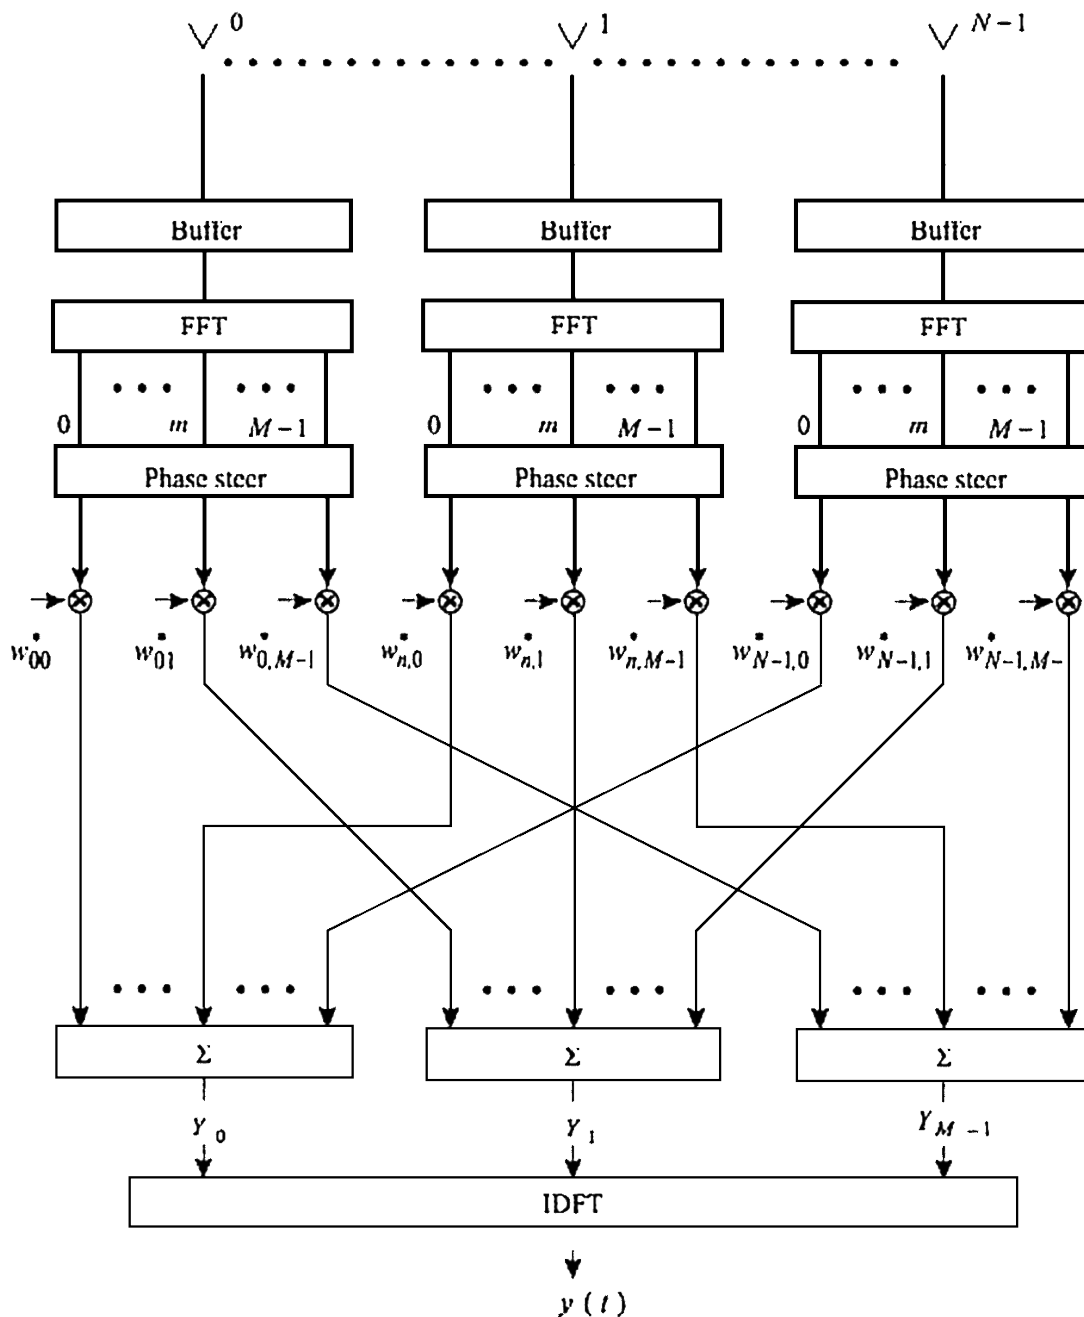 0 1 N−1
Buffer Buffer Buffer
FFT FFT FFT
0 m M−1 0 m M−1 0 m M−1
Phase steer Phase steer Phase steer
w*00 w*01 w*0,M−1 w*n,0 w*n,1 w*n,M−1 w*N−1,0 w*N−1,1 w*N−1,M−
Σ Σ Σ
Y0 Y1 YM−1
IDFT
y(t)